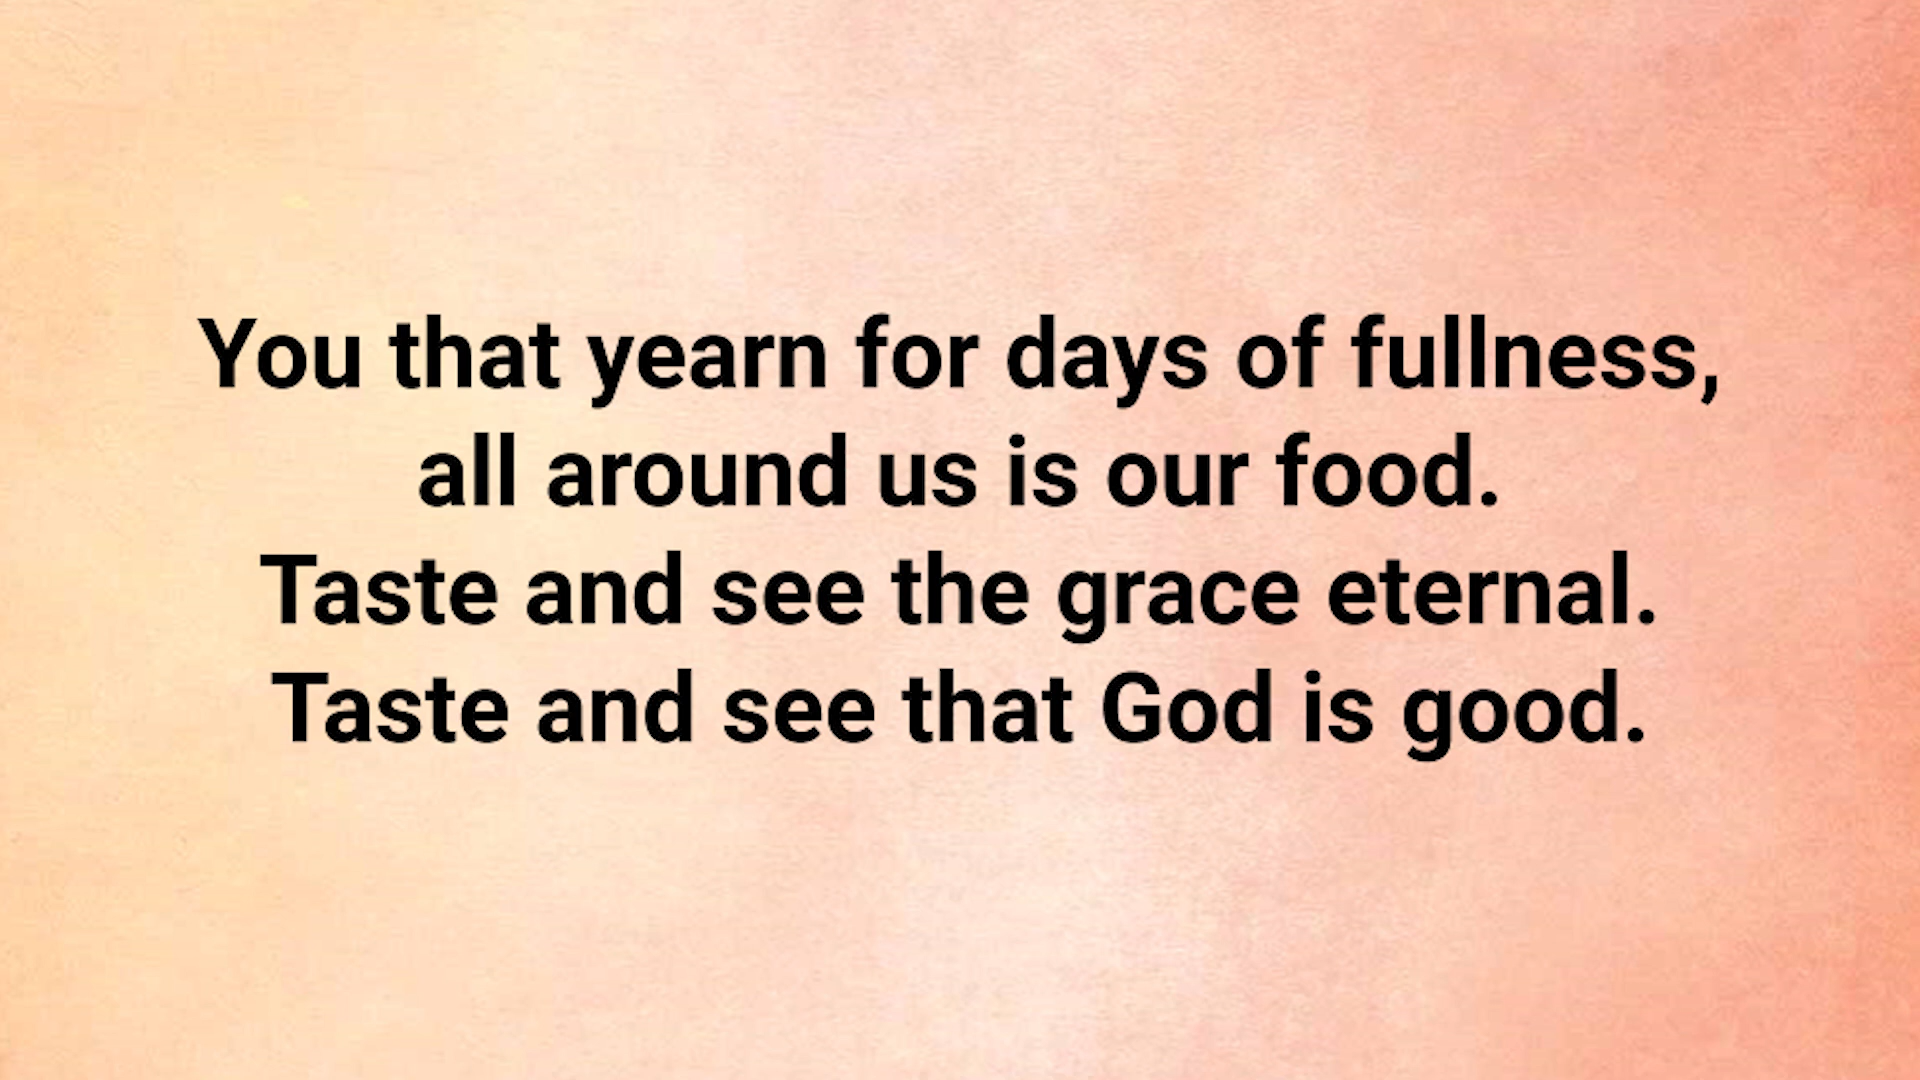 You that yearn for days of fullness,
all around us is our food.
Taste and see the grace eternal.
Taste and see that God is good.